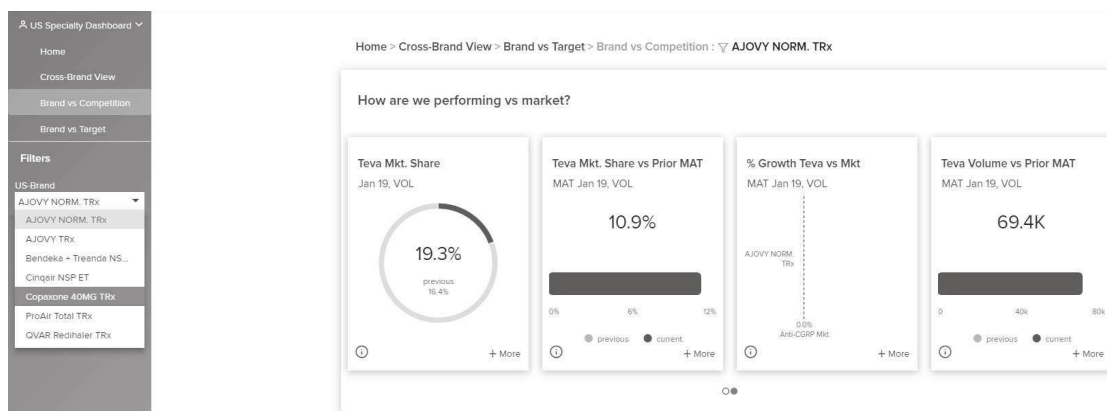 US Specialty Dashboard
Home
Cross-Brand View
Brand vs Competition
Brand vs Target
Filters
US-Brand
AJOVY NORM. TRx
AJOVY NORM. TRx
AJOVY TRx
Bendeka + Treanda NS...
Cinqair NSP ET
Copaxone 40MG TRx
ProAir Total TRx
QVAR Redihaler TRx
Home > Cross-Brand View > Brand vs Target > Brand vs Competition : AJOVY NORM. TRx
How are we performing vs market?
Teva Mkt. Share
Jan 19, VOL
19.3%
previous
16.4%
+ More
Teva Mkt. Share vs Prior MAT
MAT Jan 19, VOL
10.9%
0% 6% 12%
previous current
+ More
% Growth Teva vs Mkt
MAT Jan 19, VOL
AJOVY NORM.
TRx
0.0%
Anti-CGRP Mkt
+ More
Teva Volume vs Prior MAT
MAT Jan 19, VOL
69.4K
0 40k 80k
previous current
+ More